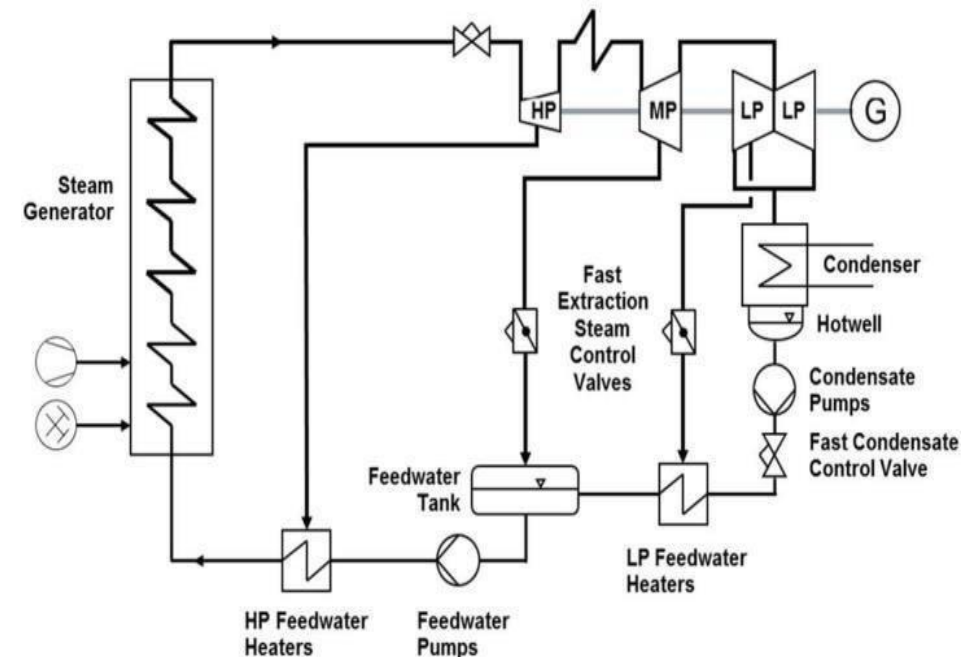 HP
MP
LP
LP
G
Steam
Generator
Fast
Extraction
Steam
Control
Valves
Condenser
Hotwell
Condensate
Pumps
Fast Condensate
Control Valve
Feedwater
Tank
LP Feedwater
Heaters
HP Feedwater
Heaters
Feedwater
Pumps